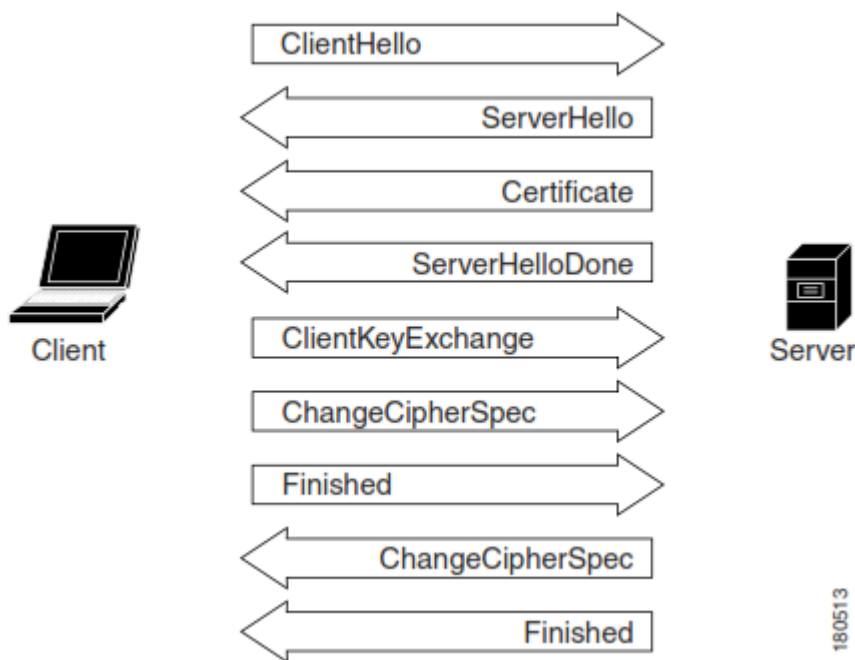 ClientHello
ServerHello
Certificate
ServerHelloDone
Client
ClientKeyExchange
Server
ChangeCipherSpec
Finished
ChangeCipherSpec
Finished
180513